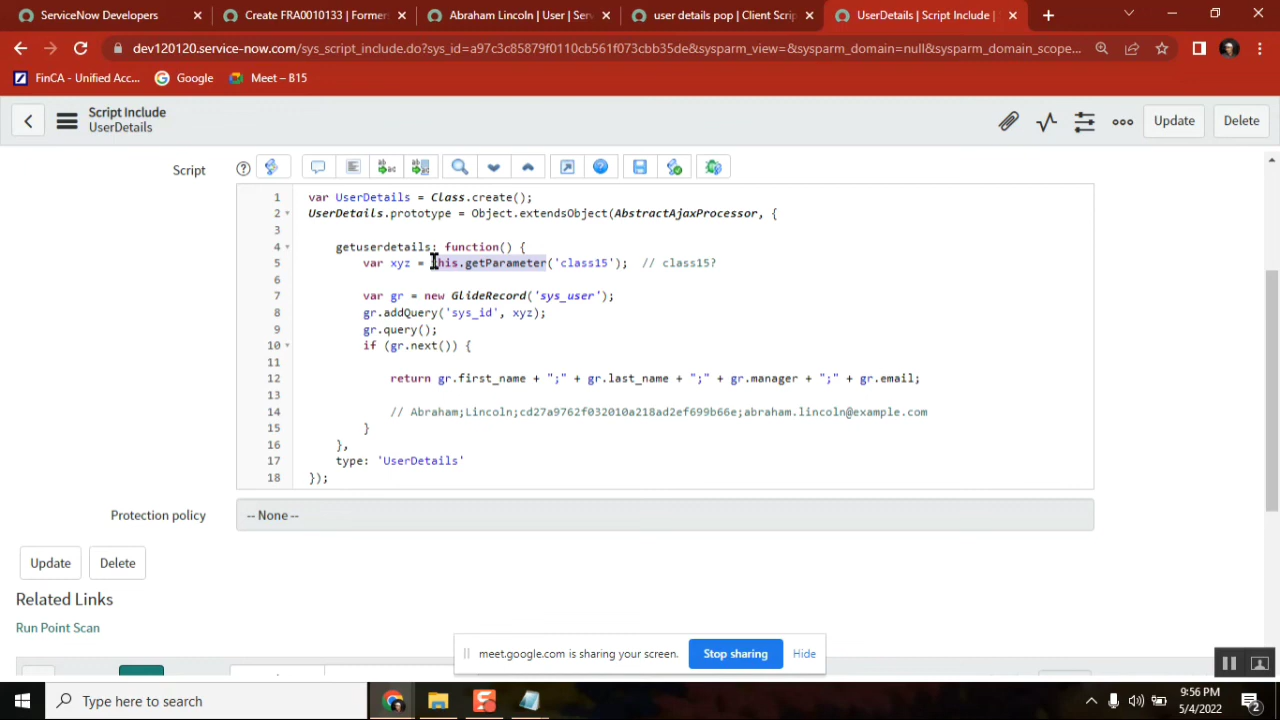 ServiceNow Developers
Create FRA0010133 | Former
Abraham Lincoln | User | Serv
user details pop | Client Scrip
UserDetails | Script Include |
dev120120.service-now.com/sys_script_include.do?sys_id=a97c3c85879f0110cb561f073cbb35de&sysparm_view=&sysparm_domain=null&sysparm_domain_scope...
FinCA - Unified Acc...
Google
Meet – B15
Script Include
UserDetails
Update
Delete
Script
1 var UserDetails = Class.create();
2 UserDetails.prototype = Object.extendsObject(AbstractAjaxProcessor, {
3
4 getuserdetails: function() {
5 var xyz = this.getParameter('class15'); // class15?
6
7 var gr = new GlideRecord('sys_user');
8 gr.addQuery('sys_id', xyz);
9 gr.query();
10 if (gr.next()) {
11
12 return gr.first_name + ";" + gr.last_name + ";" + gr.manager + ";" + gr.email;
13
14 // Abraham;Lincoln;cd27a9762f032010a218ad2ef699b66e;abraham.lincoln@example.com
15 }
16 },
17 type: 'UserDetails'
18 });
Protection policy
-- None --
Update
Delete
Related Links
Run Point Scan
meet.google.com is sharing your screen.
Stop sharing
Hide
Type here to search
9:56 PM
5/4/2022
2